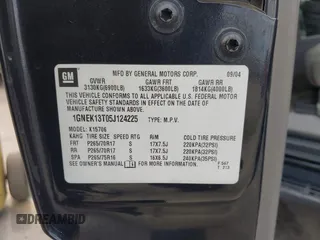 GM
MFD BY GENERAL MOTORS CORP. 09/04
GVWR GAWR FRT GAWR RR
3130KG(6900LB) 1633KG(3600LB) 1814KG(4000LB)
THIS VEHICLE CONFORMS TO ALL APPLICABLE U.S. FEDERAL MOTOR
VEHICLE SAFETY AND BUMPER STANDARDS IN EFFECT ON THE
DATE OF MANUFACTURE SHOWN ABOVE.
1GNEK13T05J124225 TYPE: M.P.V.
TIRE SIZE SPEED RTG RIM COLD TIRE PRESSURE
FRT P265/70R17 S 17X7.5J 220KPA(32PSI)
RR P265/70R17 S 17X7.5J 220KPA(32PSI)
SPA P265/75R16 S 16X6.5J 240KPA(35PSI)
SEE OWNER'S MANUAL FOR MORE INFORMATION.
© AutoBidMaster